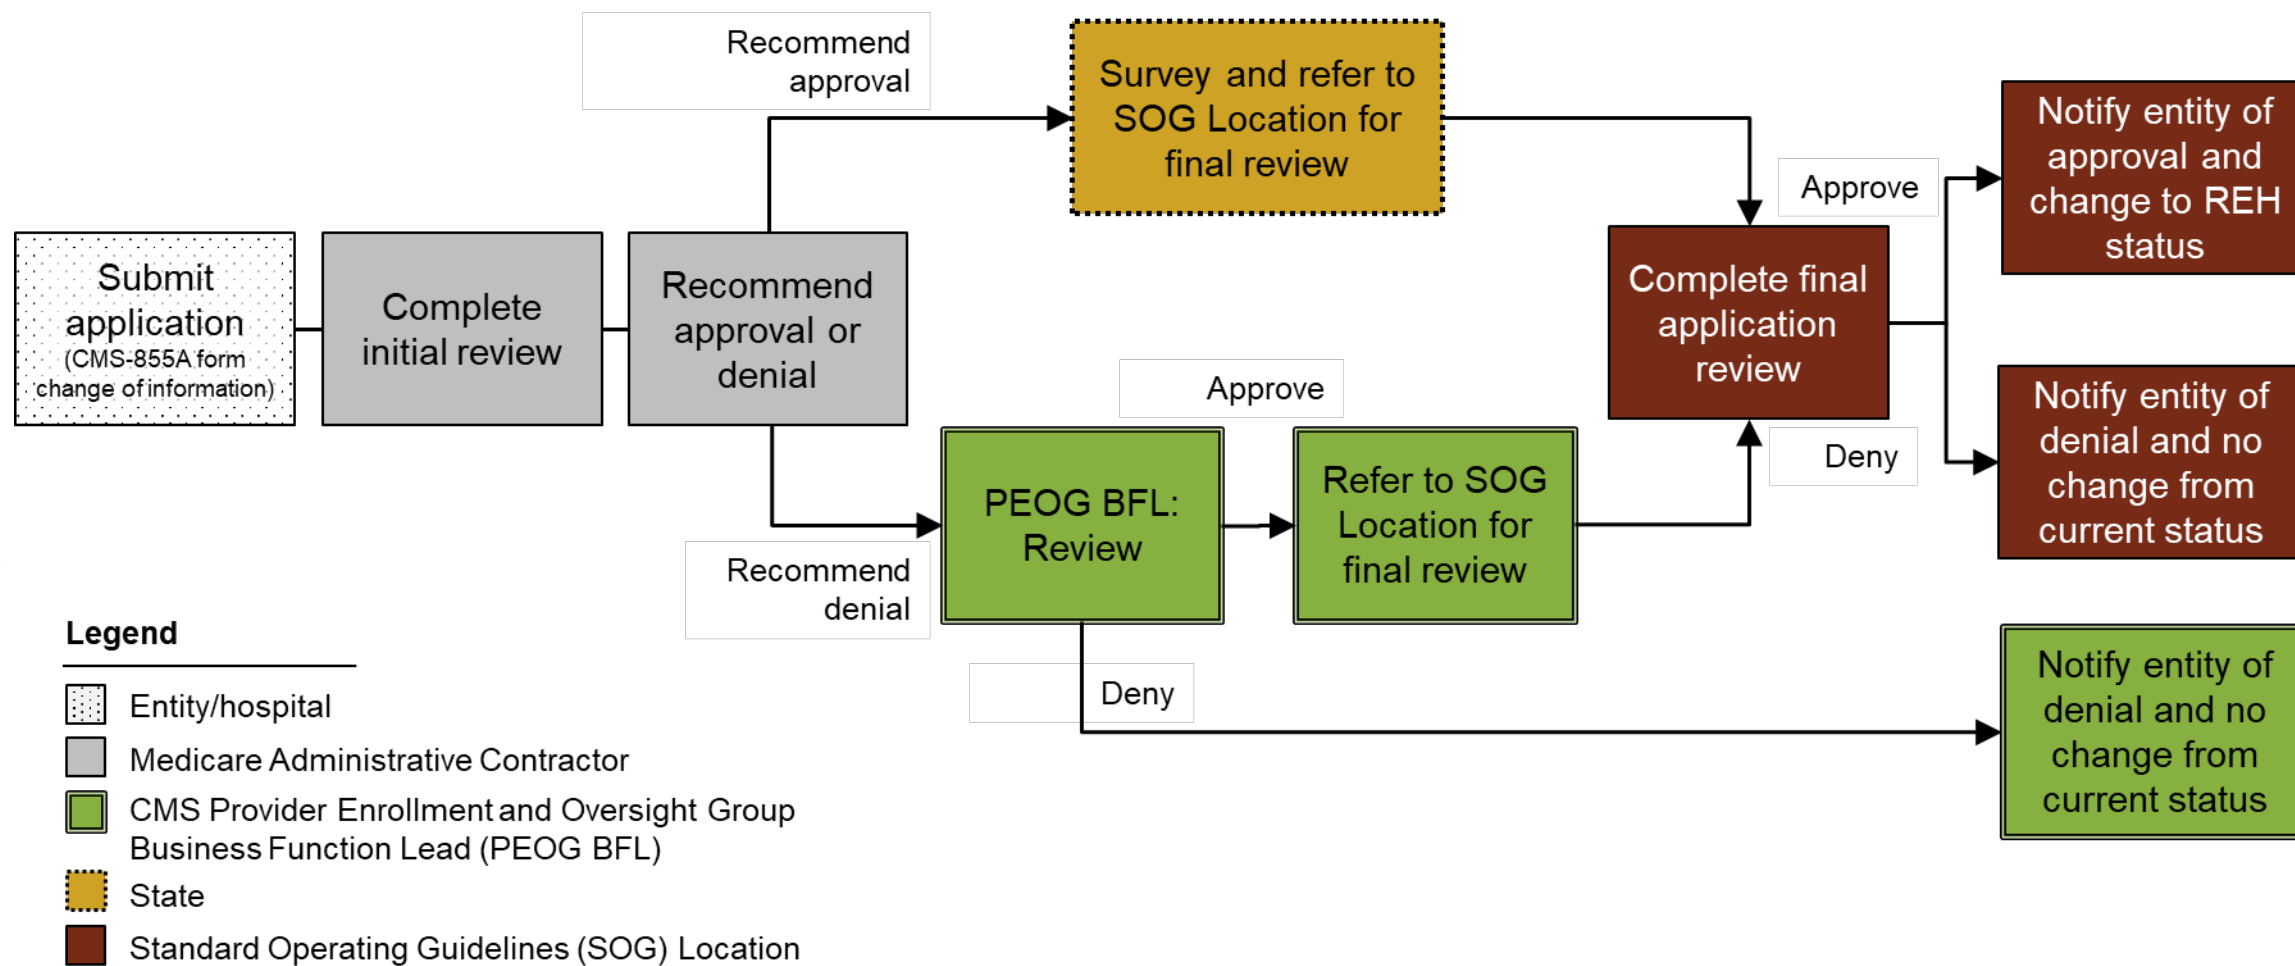 Recommend
approval
Survey and refer to
SOG Location for
final review
Notify entity of
approval and
change to REH
status
Approve
Submit
application
(CMS-855A form
change of information)
Complete
initial review
Recommend
approval or
denial
Complete final
application
review
Approve
Notify entity of
denial and no
change from
current status
Deny
PEOG BFL:
Review
Refer to SOG
Location for
final review
Recommend
denial
Deny
Notify entity of
denial and no
change from
current status
Legend
Entity/hospital
Medicare Administrative Contractor
CMS Provider Enrollment and Oversight Group
Business Function Lead (PEOG BFL)
State
Standard Operating Guidelines (SOG) Location